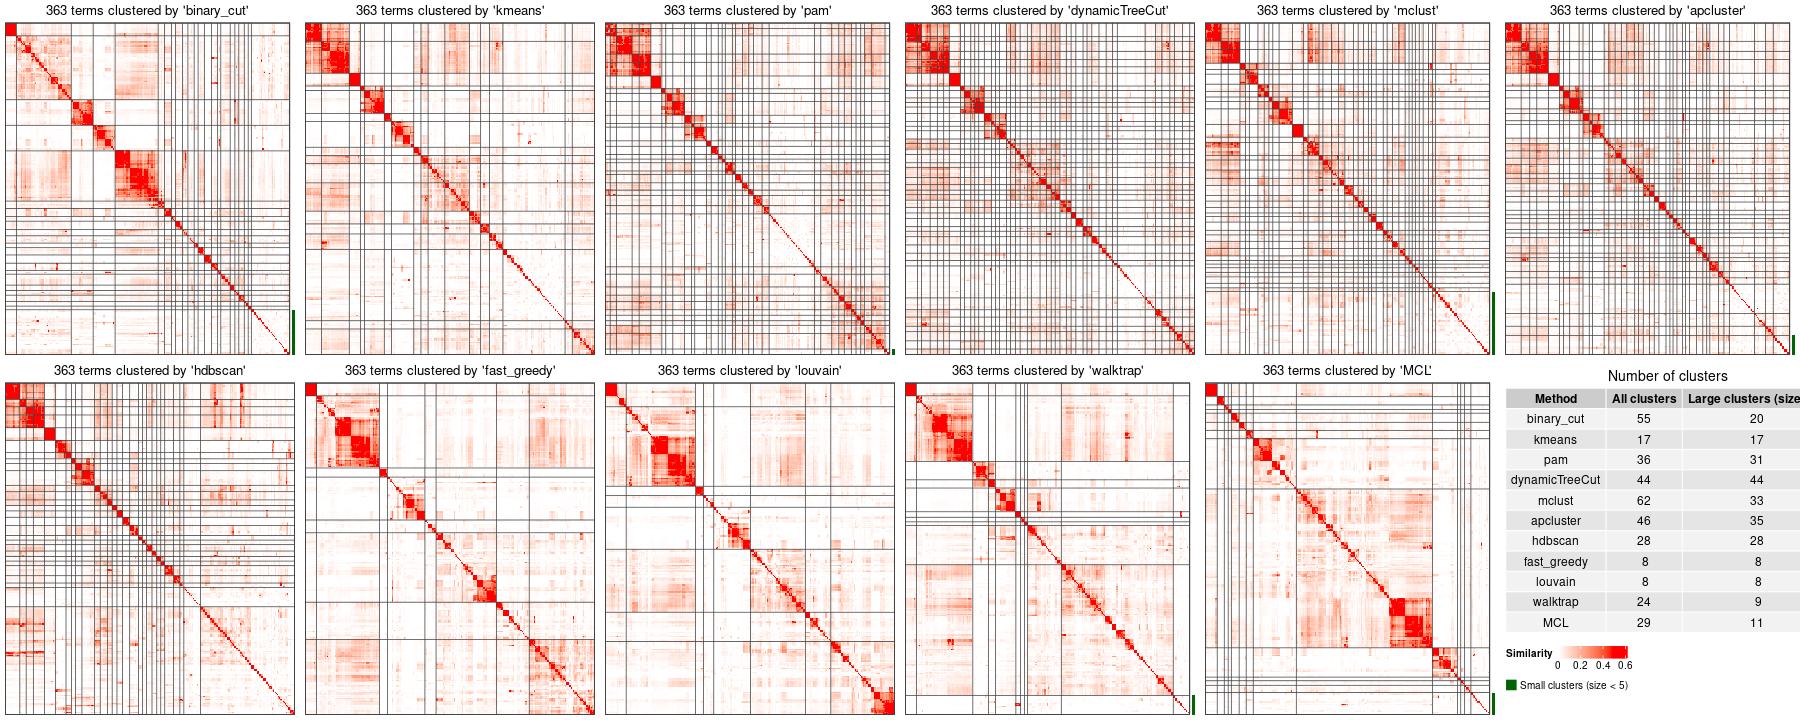 363 terms clustered by 'binary_cut'
363 terms clustered by 'kmeans'
363 terms clustered by 'pam'
363 terms clustered by 'dynamicTreeCut'
363 terms clustered by 'mclust'
363 terms clustered by 'apcluster'
363 terms clustered by 'hdbscan'
363 terms clustered by 'fast_greedy'
363 terms clustered by 'louvain'
363 terms clustered by 'walktrap'
363 terms clustered by 'MCL'
Number of clusters
Method All clusters Large clusters (size
binary_cut 55 20
kmeans 17 17
pam 36 31
dynamicTreeCut 44 44
mclust 62 33
apcluster 46 35
hdbscan 28 28
fast_greedy 8 8
louvain 8 8
walktrap 24 9
MCL 29 11
Similarity
0 0.2 0.4 0.6
Small clusters (size < 5)